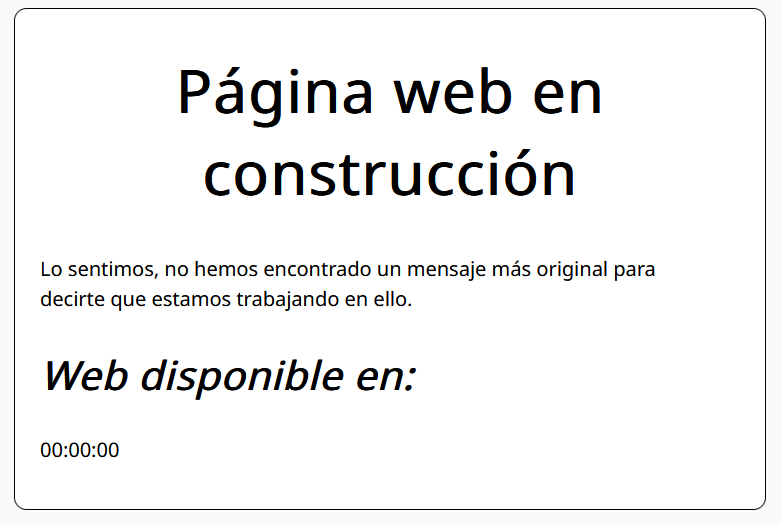 Página web en
construcción
Lo sentimos, no hemos encontrado un mensaje más original para
decirte que estamos trabajando en ello.
Web disponible en:
00:00:00